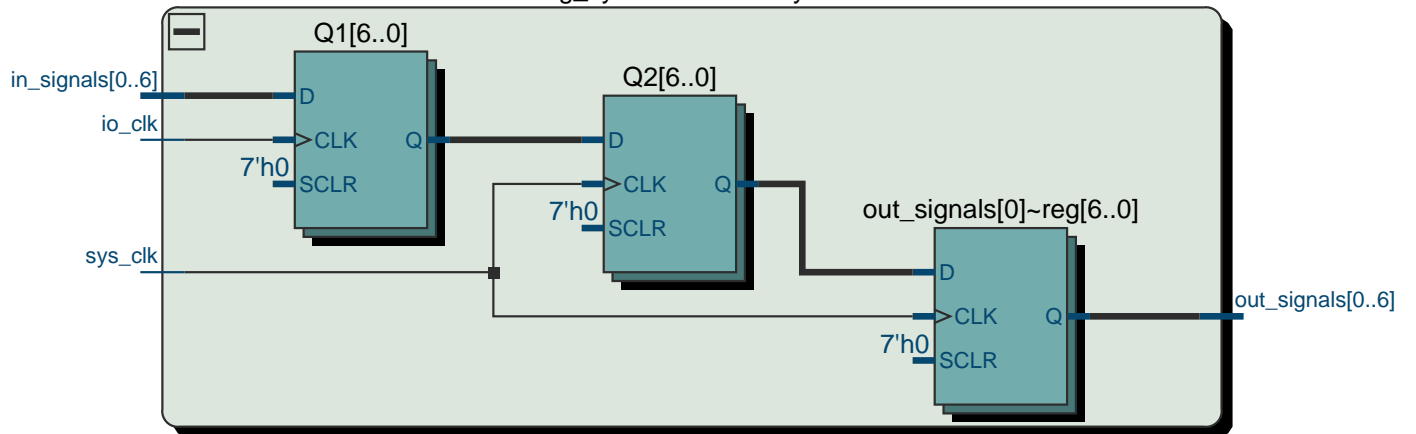 Q1[6..0]
in_signals[0..6]
D
io_clk
CLK
Q
7'h0
SCLR
Q2[6..0]
D
CLK
Q
7'h0
SCLR
sys_clk
out_signals[0]~reg[6..0]
D
CLK
Q
7'h0
SCLR
out_signals[0..6]